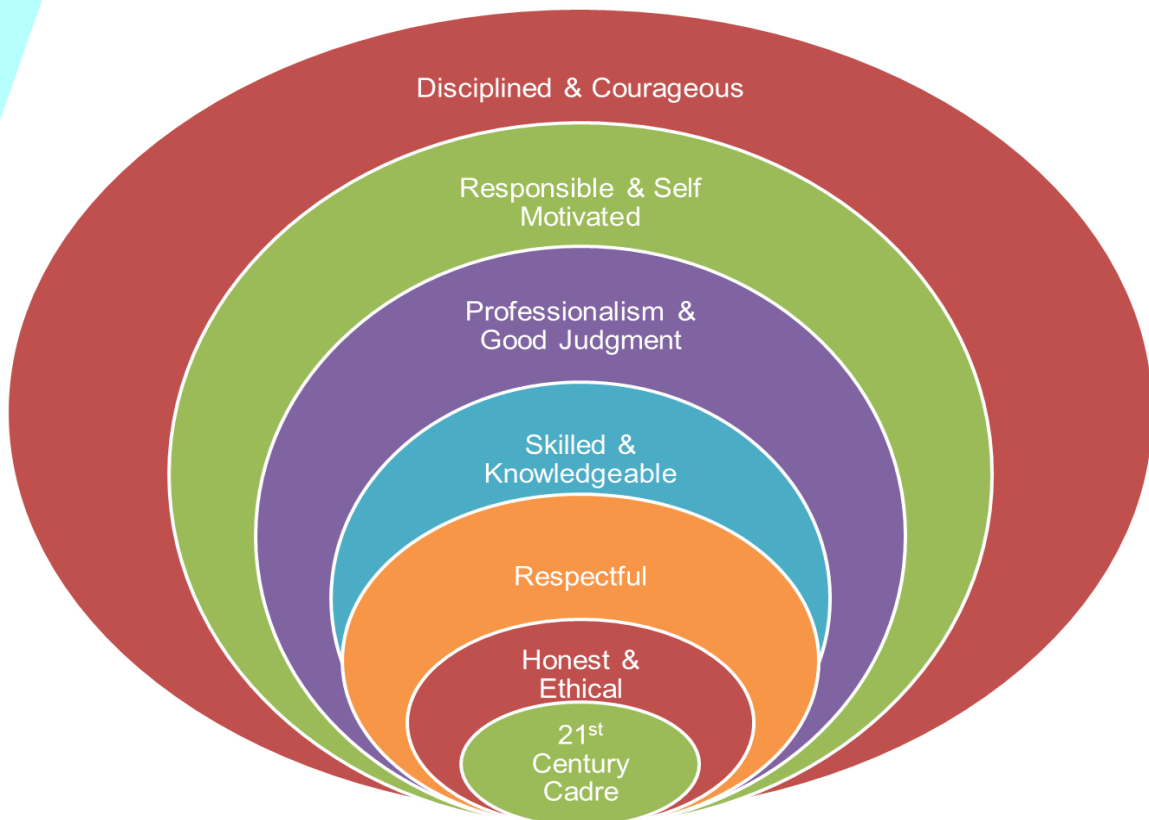 Disciplined & Courageous
Responsible & Self
Motivated
Professionalism &
Good Judgment
Skilled &
Knowledgeable
Respectful
Honest &
Ethical
21st
Century
Cadre